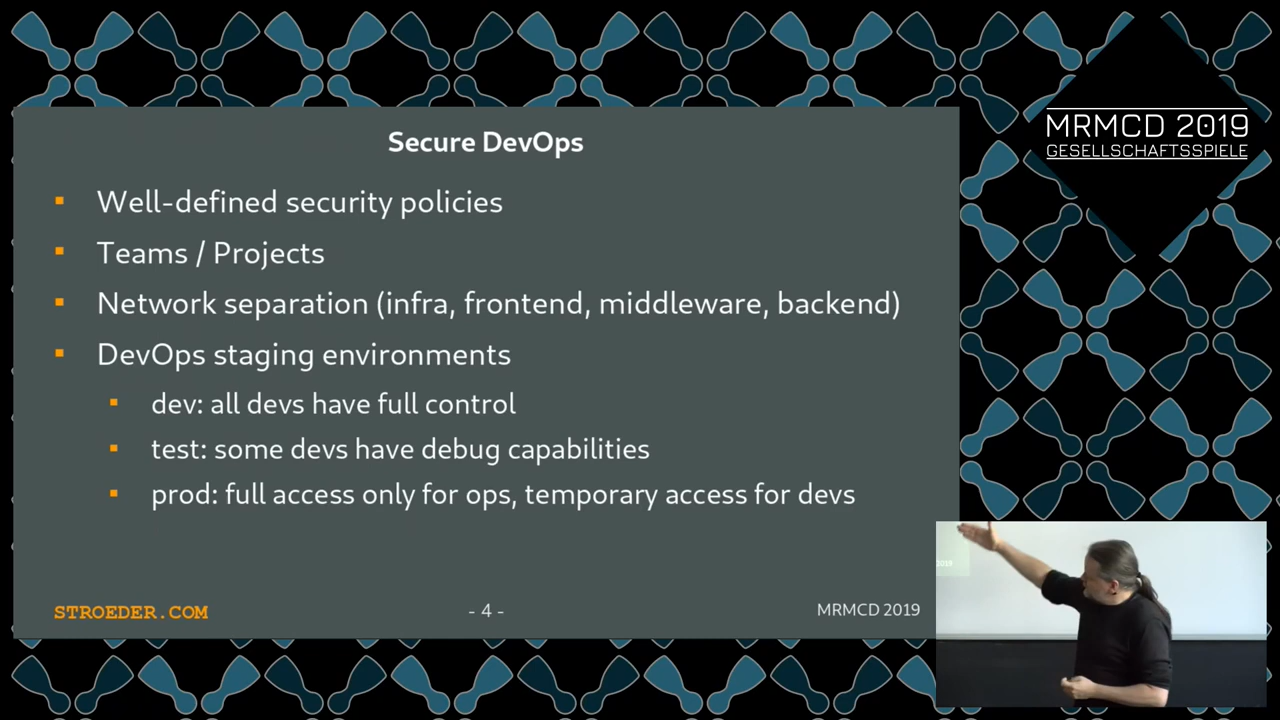 MRMCD 2019
GESELLSCHAFTSSPIELE
Secure DevOps
Well-defined security policies
Teams / Projects
Network separation (infra, frontend, middleware, backend)
DevOps staging environments
dev: all devs have full control
test: some devs have debug capabilities
prod: full access only for ops, temporary access for devs
STROEDER.COM
- 4 -
MRMCD 2019
2019